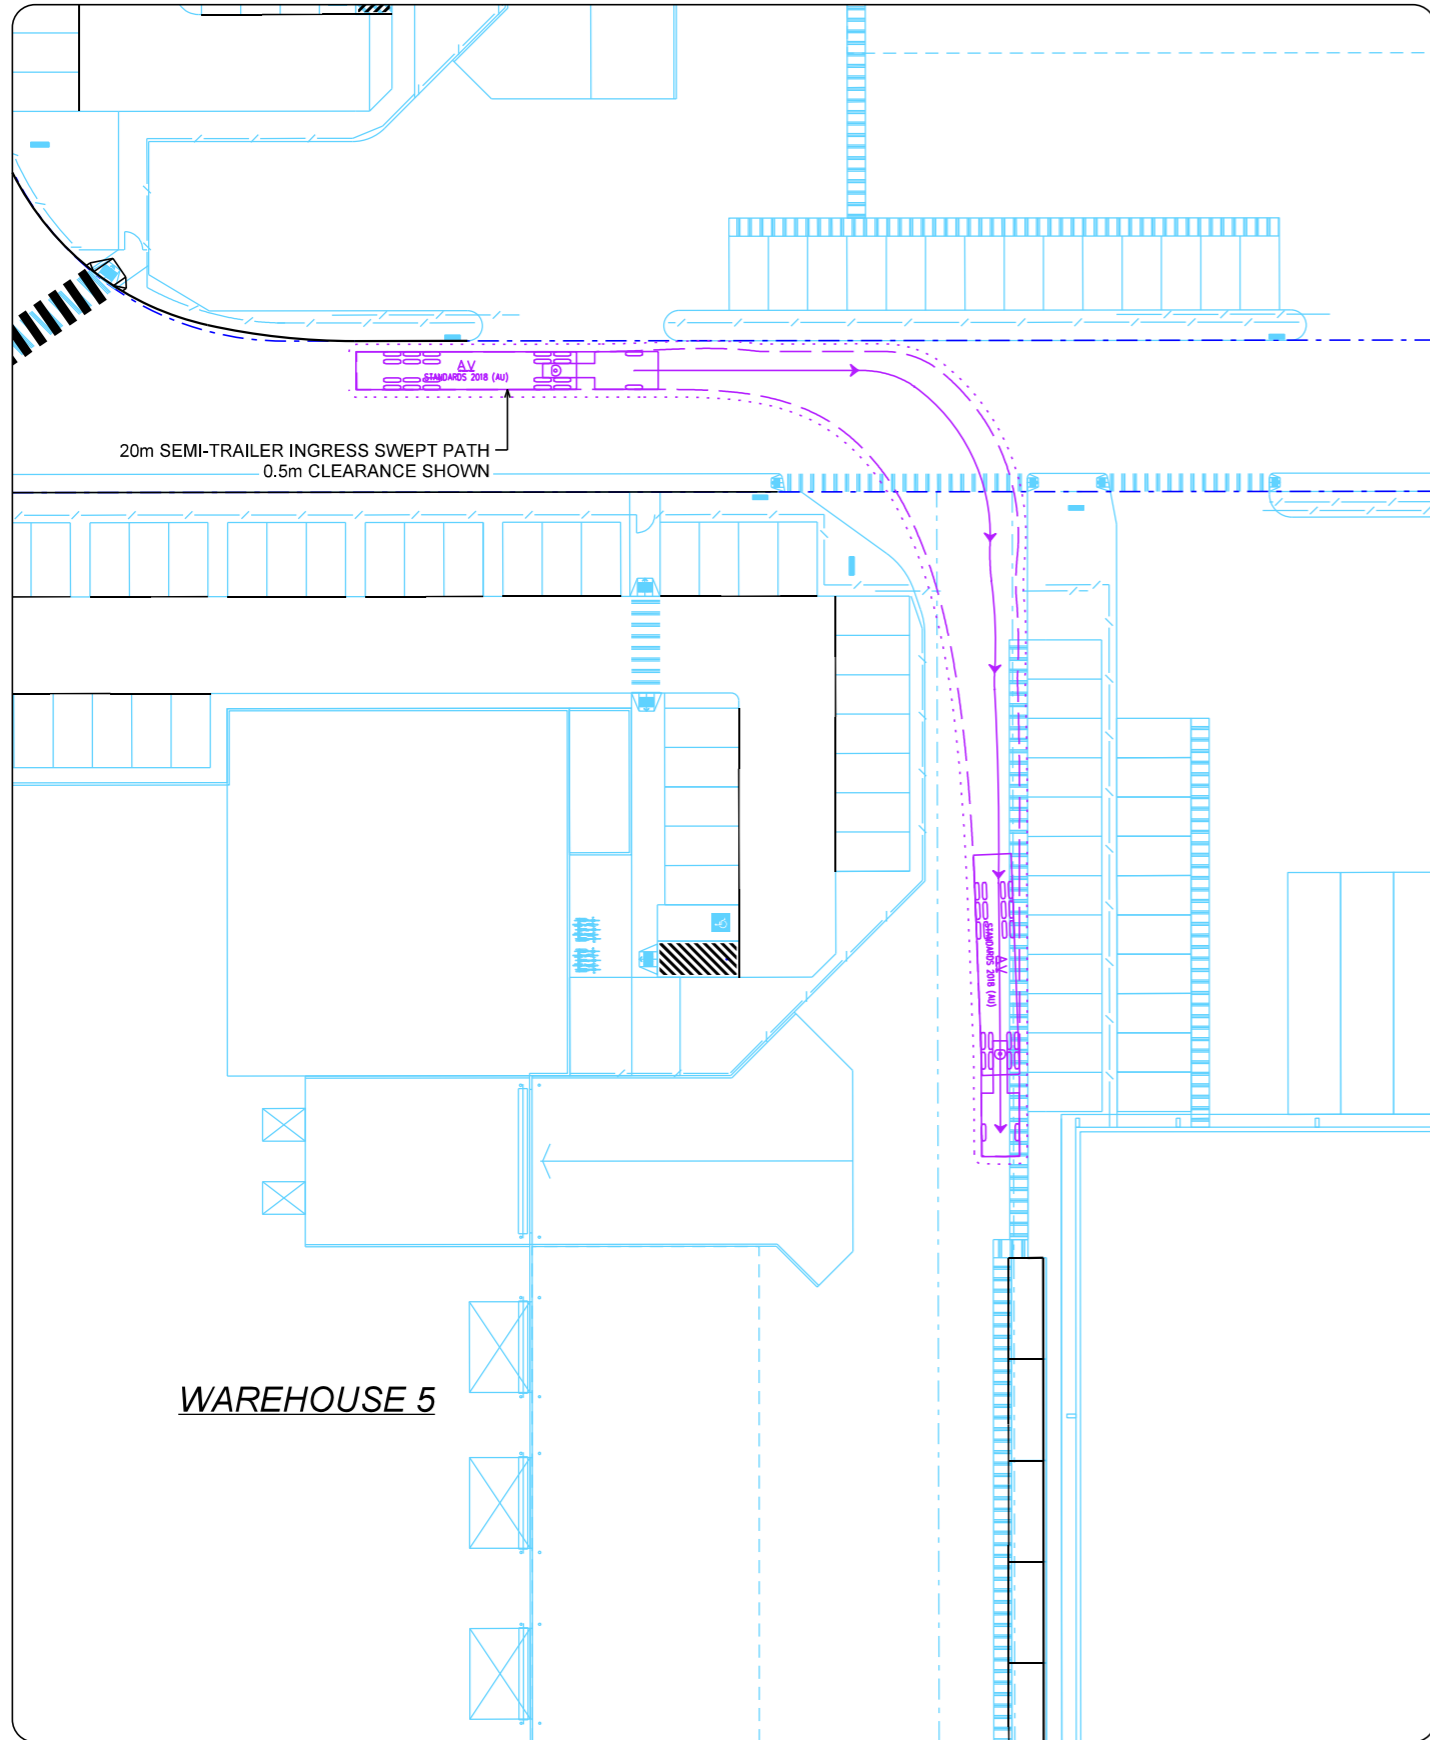 AV
STANDARDS 2018 (AU)
20m SEMI-TRAILER INGRESS SWEPT PATH
0.5m CLEARANCE SHOWN
AV
STANDARDS 2018 (AU)
WAREHOUSE 5